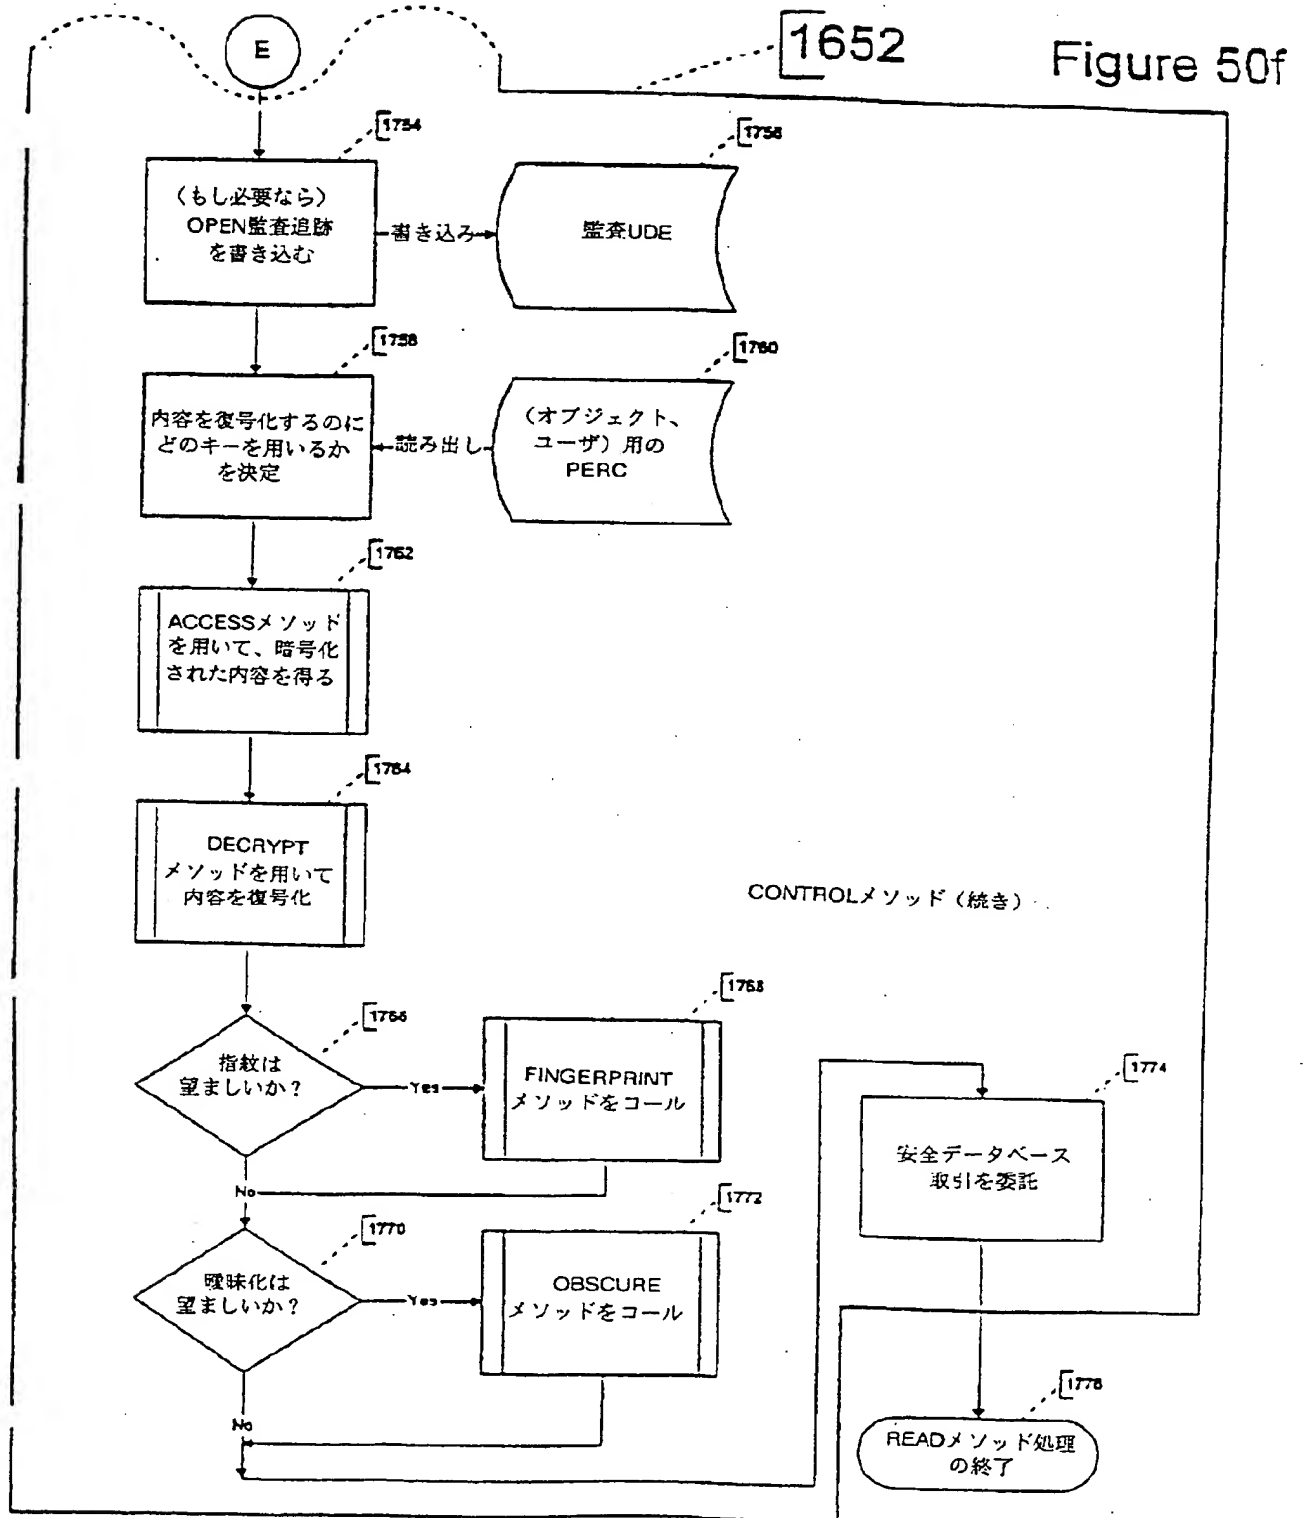 E
1652
Figure 50f
1754
(もし必要なら)
OPEN監査追跡
を書き込む
書き込み
1756
監査UDE
1758
内容を復号化するのに
どのキーを用いるか
を決定
読み出し
1760
(オブジェクト、
ユーザ)用の
PERC
1762
ACCESSメソッド
を用いて、暗号化
された内容を得る
1764
DECRYPT
メソッドを用いて
内容を復号化
CONTROLメソッド(続き)
1766
指紋は
望ましいか?
Yes
1768
FINGERPRINT
メソッドをコール
No
1770
曖昧化は
望ましいか?
Yes
1772
OBSCURE
メソッドをコール
No
1774
安全データベース
取引を委託
1776
READメソッド処理
の終了